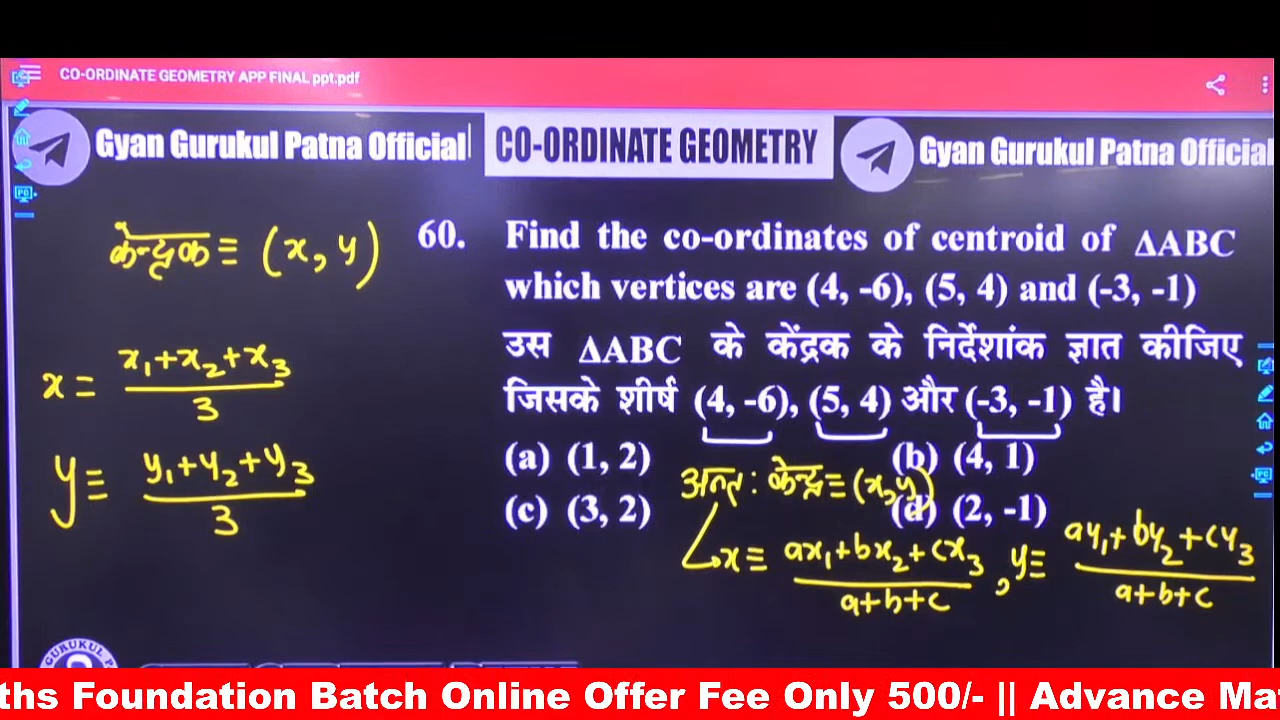 CO-ORDINATE GEOMETRY APP FINAL ppt.pdf
Gyan Gurukul Patna Official
CO-ORDINATE GEOMETRY
Gyan Gurukul Patna Official
केन्द्रक ≡ (x, y)
x = x₁+x₂+x₃ / 3
y ≡ y₁+y₂+y₃ / 3
60. Find the co-ordinates of centroid of ΔABC
which vertices are (4, -6), (5, 4) and (-3, -1)
उस ΔABC के केंद्रक के निर्देशांक ज्ञात कीजिए
जिसके शीर्ष (4, -6), (5, 4) और (-3, -1) है।
(a) (1, 2) (b) (4, 1)
(c) (3, 2) (d) (2, -1)
अन्तः केन्द्र ≡ (x, y)
x ≡ ax₁+bx₂+cx₃ / a+b+c , y ≡ ay₁+by₂+cy₃ / a+b+c
GURUKUL P
ths Foundation Batch Online Offer Fee Only 500/- || Advance Ma